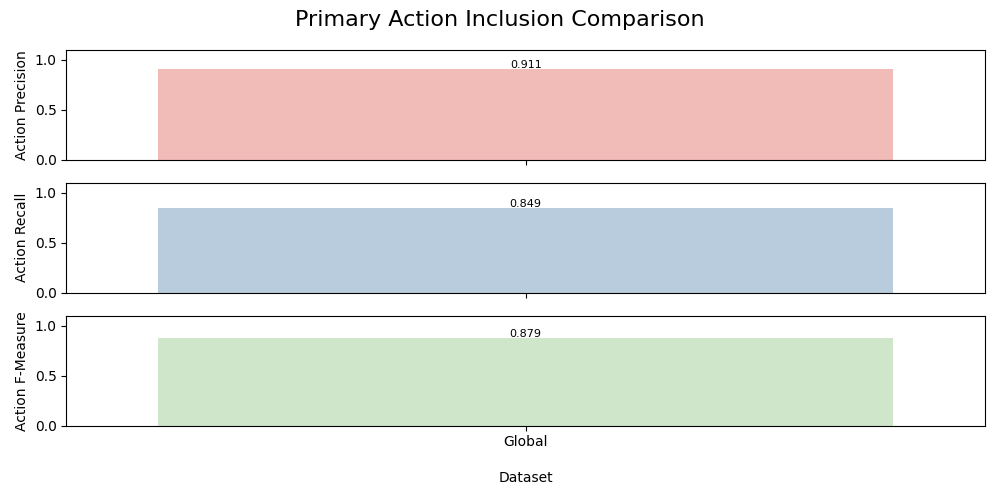 Primary Action Inclusion Comparison
Action Precision
1.0
0.5
0.0
0.911
Action Recall
1.0
0.5
0.0
0.849
Action F-Measure
1.0
0.5
0.0
0.879
Global
Dataset